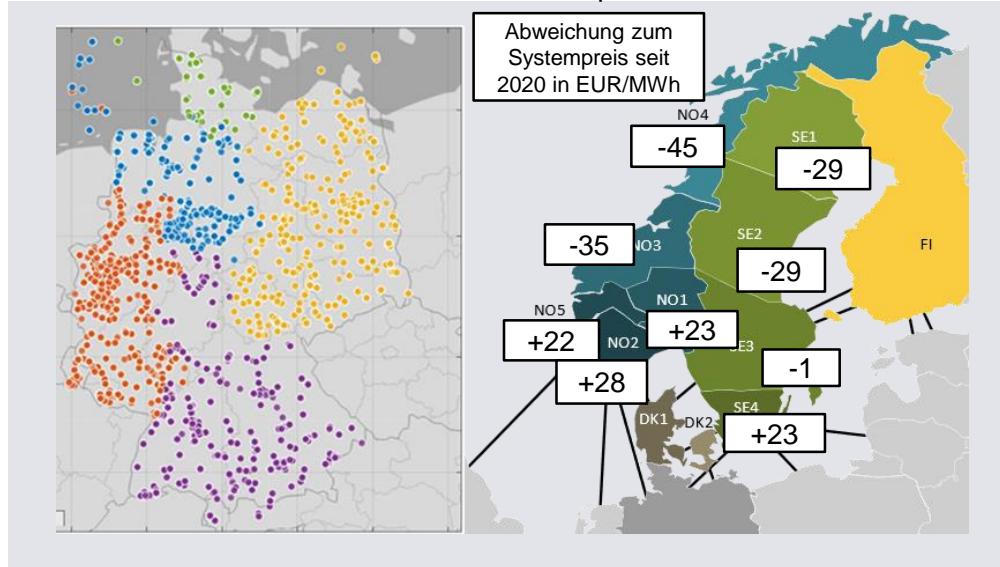 Abweichung zum
Systempreis seit
2020 in EUR/MWh
NO4
-45
SE1
-29
-35
NO3
SE2
-29
FI
NO5
+22
NO1
+23
NO2
+28
SE3
-1
DK1
DK2
SE4
+23